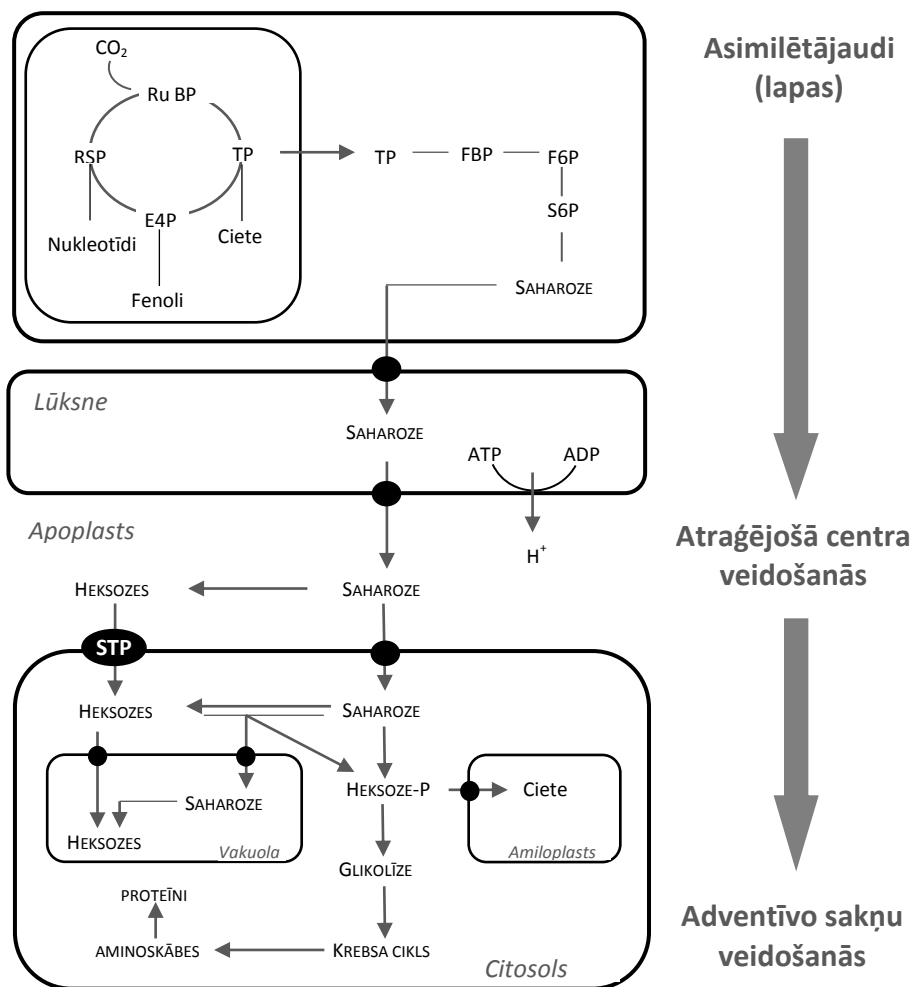 Asimilētājaudi
(lapas)
CO₂
Ru BP
RSP
TP
E4P
Nukleotīdi
Ciete
Fenoli
TP
FBP
F6P
S6P
SAHAROZE
Lūksne
SAHAROZE
ATP
ADP
Apoplasts
H⁺
Atraģējošā centra
veidošanās
HEKSOZES
SAHAROZE
STP
HEKSOZES
SAHAROZE
SAHAROZE
HEKSOZES
Vakuola
HEKSOZE-P
Ciete
Amiloplasts
GLIKOLĪZE
PROTEĪNI
AMINOSKĀBES
KREBSA CIKLS
Citosols
Adventīvo sakņu
veidošanās